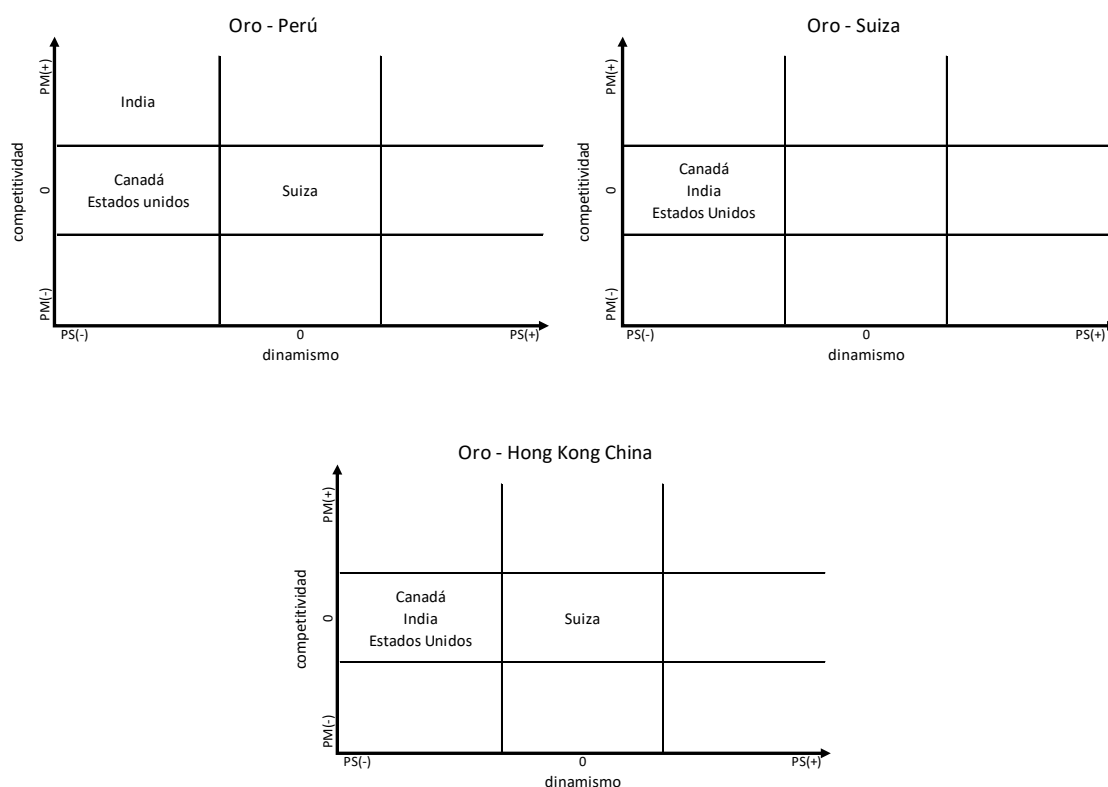 Oro - Perú
PM(+)
India
competitividad
0
Canadá
Estados unidos
Suiza
PM(-)
PS(-)
0
PS(+)
dinamismo
Oro - Suiza
PM(+)
competitividad
0
Canadá
India
Estados Unidos
PM(-)
PS(-)
0
PS(+)
dinamismo
Oro - Hong Kong China
PM(+)
competitividad
0
Canadá
India
Estados Unidos
Suiza
PM(-)
PS(-)
0
PS(+)
dinamismo